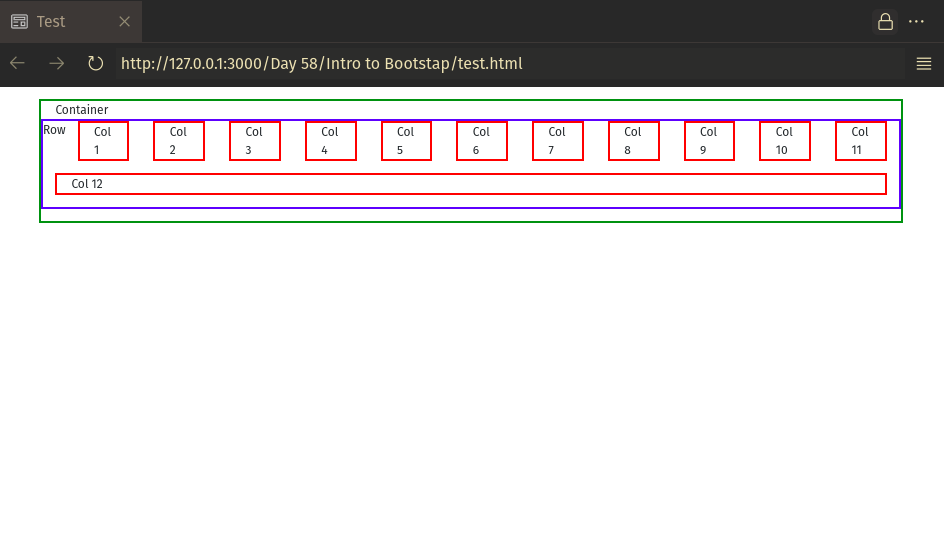 Test
http://127.0.0.1:3000/Day 58/Intro to Bootstap/test.html
Container
Row
Col 1
Col 2
Col 3
Col 4
Col 5
Col 6
Col 7
Col 8
Col 9
Col 10
Col 11
Col 12